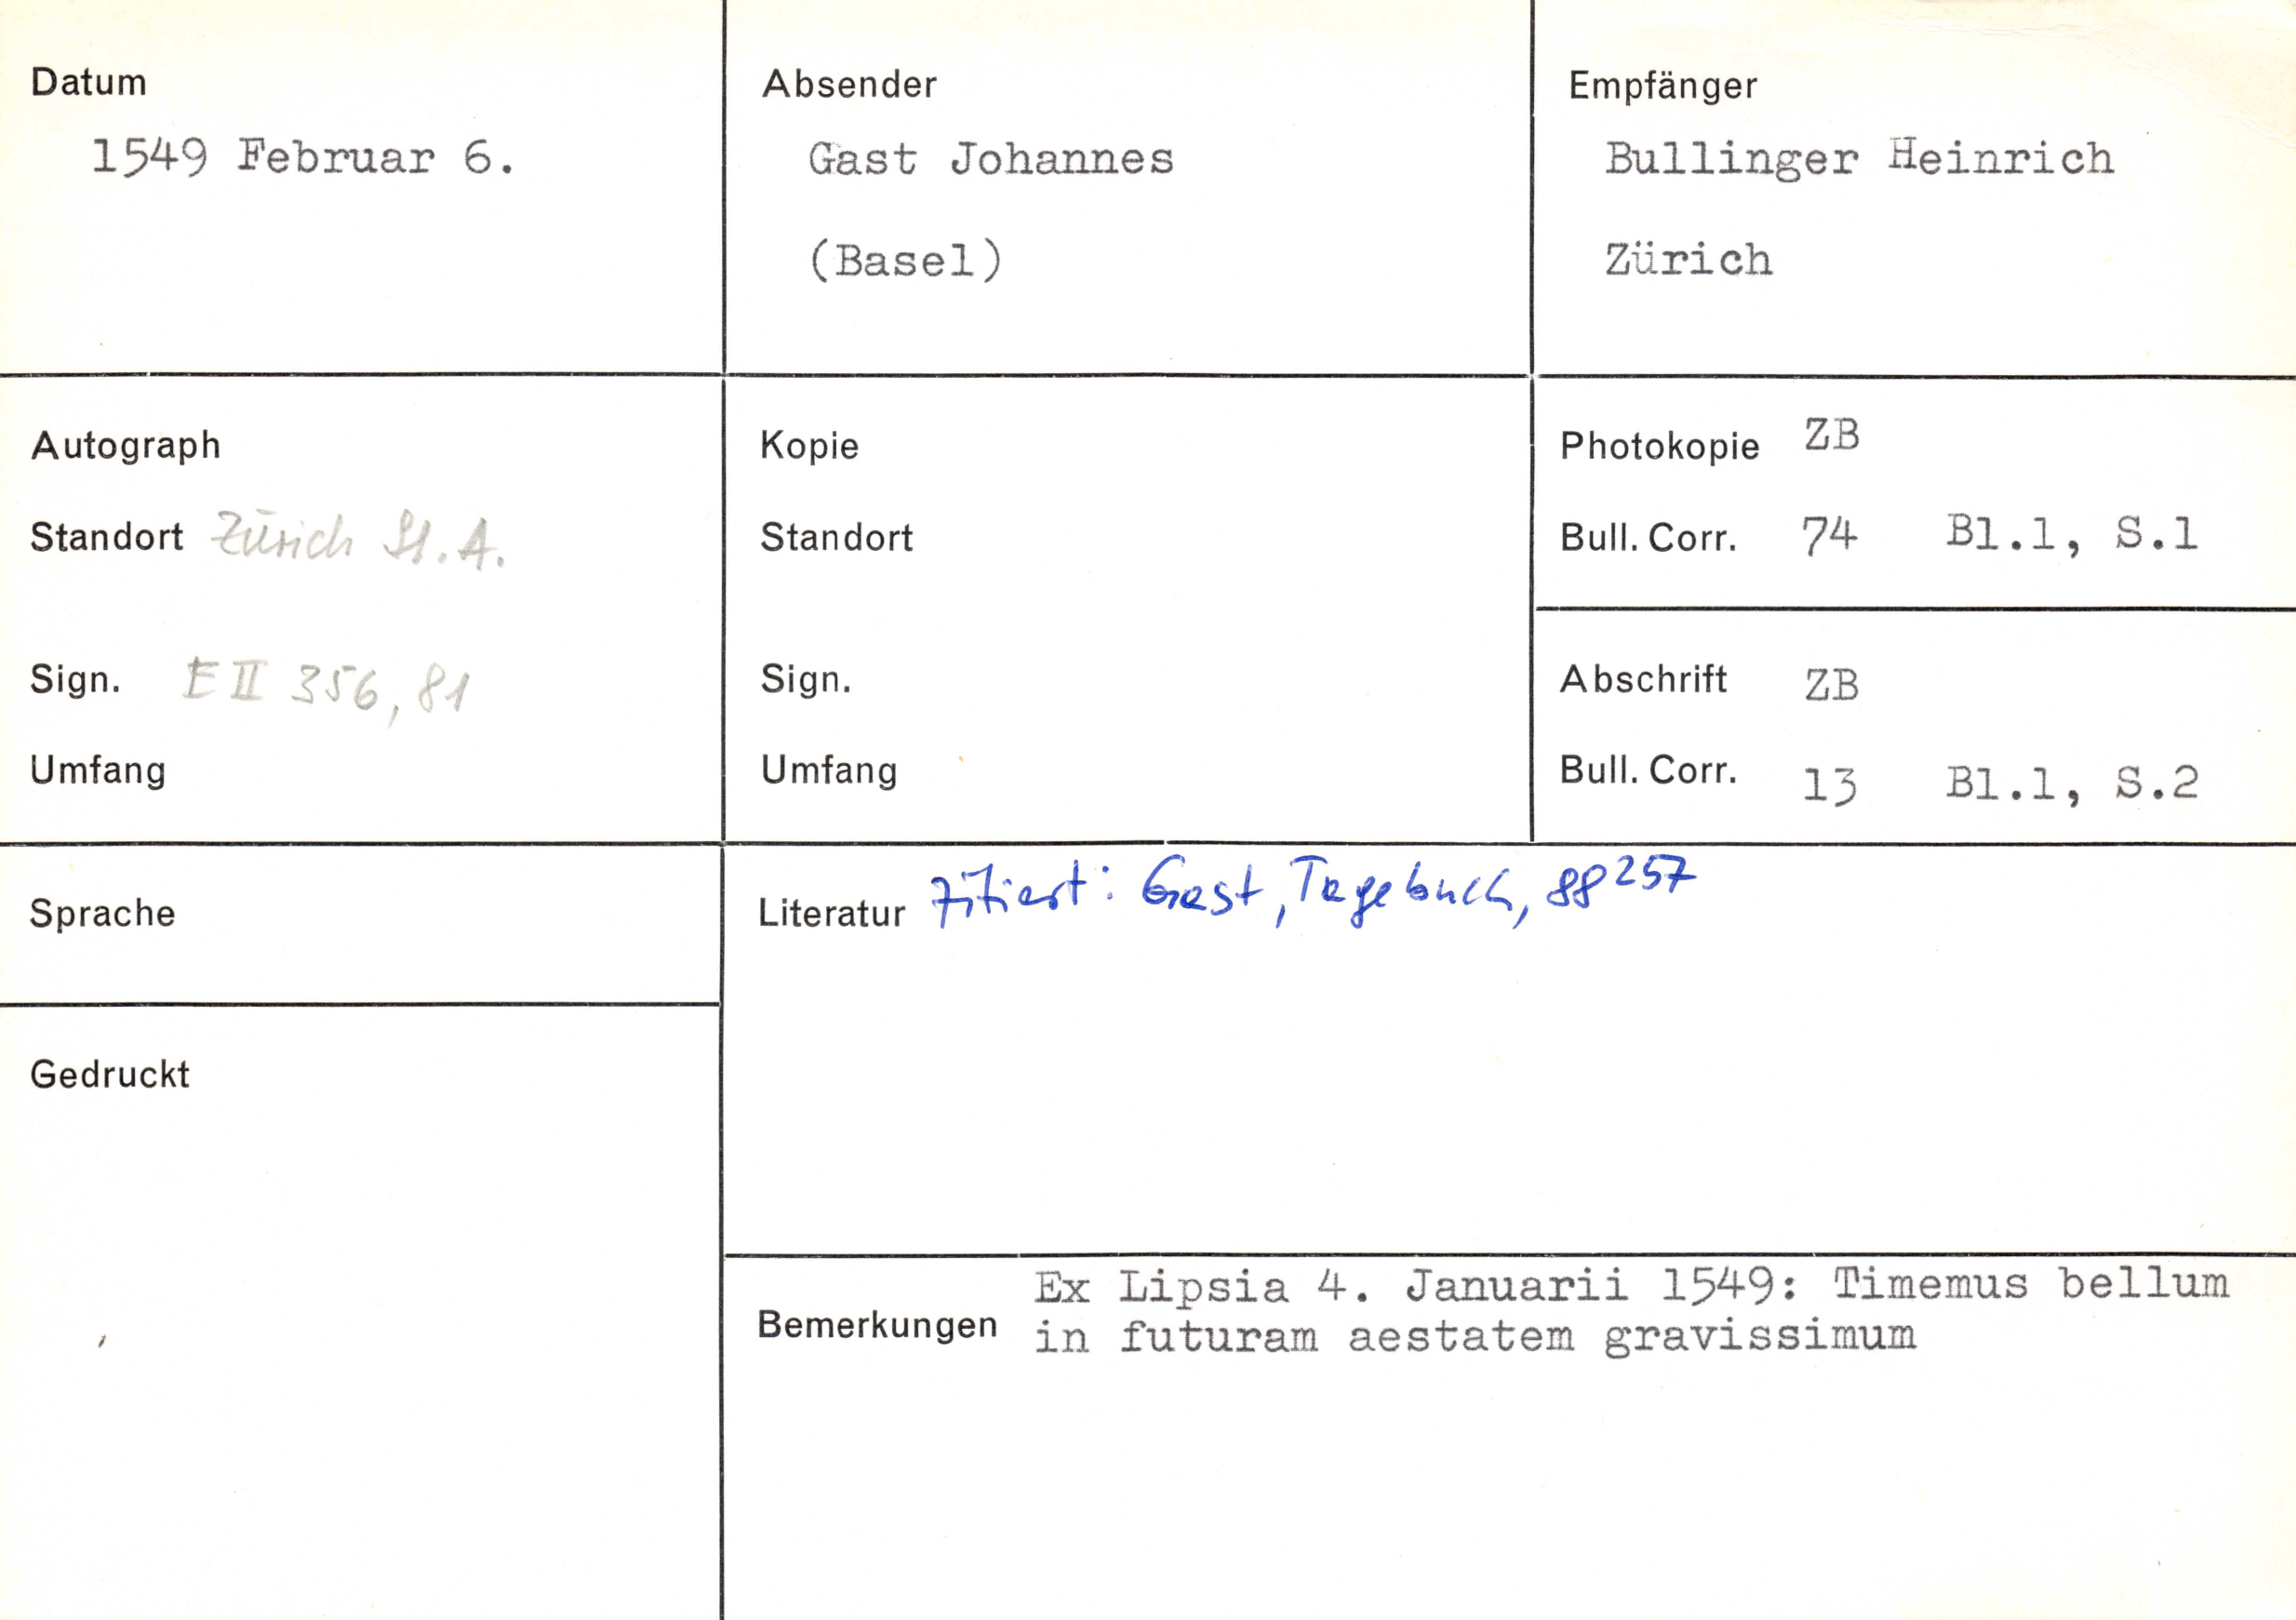 Datum
1549 Februar 6.
Absender
Gast Johannes
(Basel)
Empfänger
Bullinger Heinrich
Zürich
Autograph
Standort Zürich St.A.
Sign. E II 356, 81
Umfang
Kopie
Standort
Sign.
Umfang
Photokopie ZB
Bull. Corr. 74 Bl.1, S.1
Abschrift ZB
Bull. Corr. 13 Bl.1, S.2
Sprache
Gedruckt
Literatur zitiert: Gast, Tagebuch, 88 257
Bemerkungen Ex Lipsia 4. Januarii 1549: Timemus bellum
in futuram aestatem gravissimum